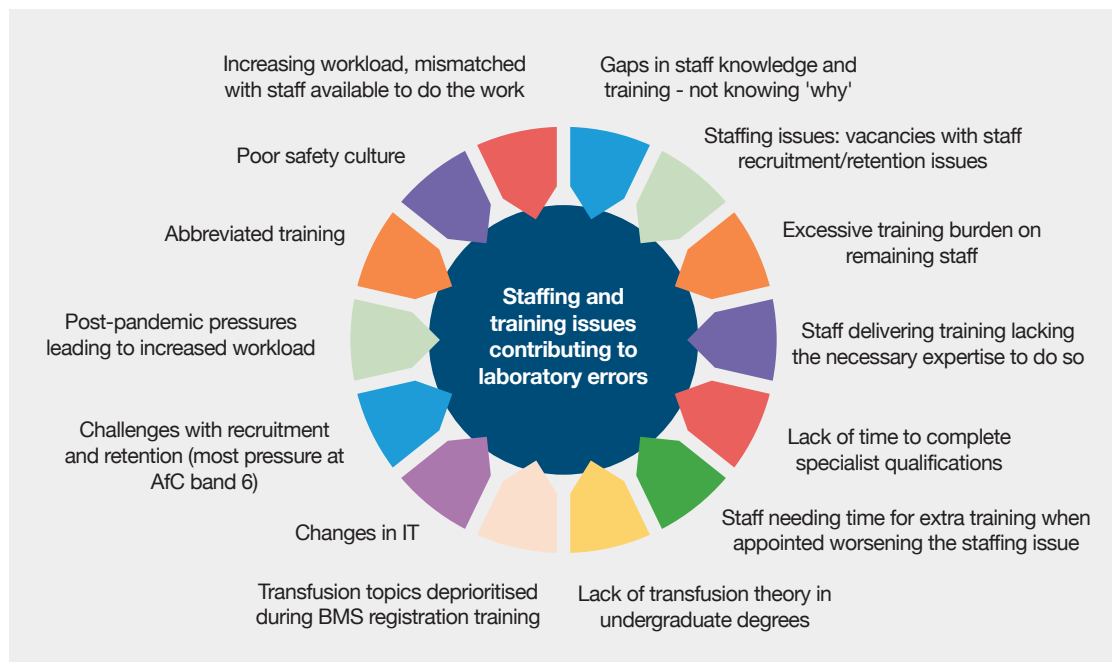 Increasing workload, mismatched
with staff available to do the work
Gaps in staff knowledge and
training - not knowing 'why'
Staffing issues: vacancies with staff
recruitment/retention issues
Poor safety culture
Abbreviated training
Excessive training burden on
remaining staff
Staffing and
training issues
contributing to
laboratory errors
Post-pandemic pressures
leading to increased workload
Staff delivering training lacking
the necessary expertise to do so
Challenges with recruitment
and retention (most pressure at
AfC band 6)
Lack of time to complete
specialist qualifications
Changes in IT
Staff needing time for extra training when
appointed worsening the staffing issue
Transfusion topics deprioritised
during BMS registration training
Lack of transfusion theory in
undergraduate degrees